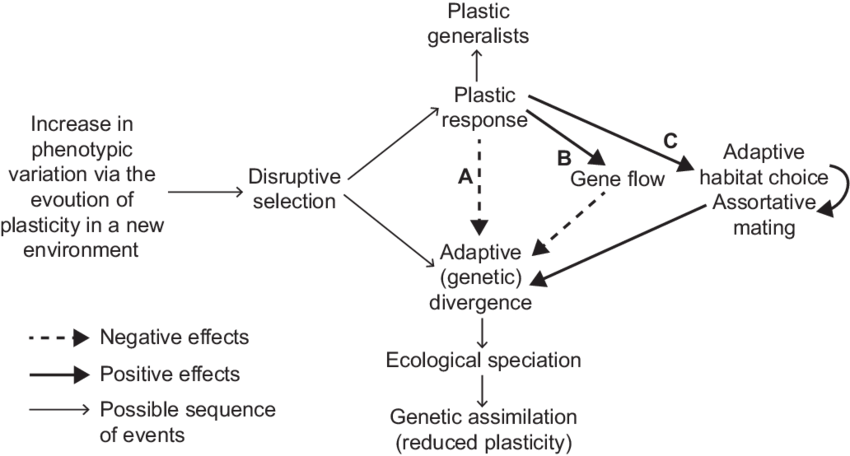 Plastic
generalists
Increase in
phenotypic
variation via the
evoution of
plasticity in a new
environment
Disruptive
selection
Plastic
response
A
B
C
Gene flow
Adaptive
habitat choice
Assortative
mating
Adaptive
(genetic)
divergence
Ecological speciation
Genetic assimilation
(reduced plasticity)
Negative effects
Positive effects
Possible sequence
of events